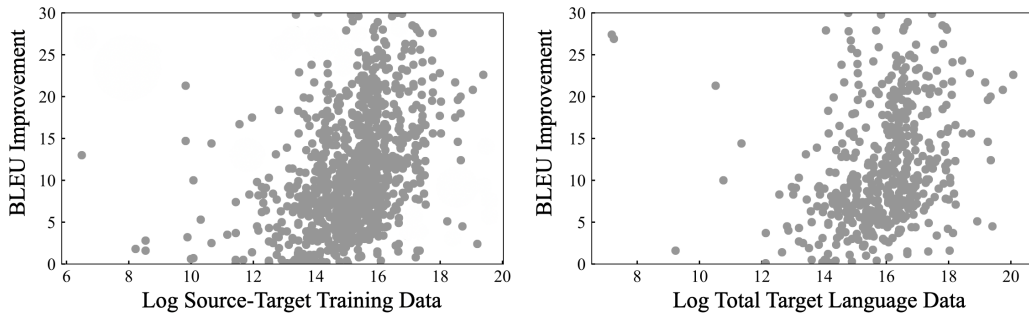 BLEU Improvement
30
25
20
15
10
5
0
6 8 10 12 14 16 18 20
Log Source-Target Training Data
BLEU Improvement
30
25
20
15
10
5
0
8 10 12 14 16 18 20
Log Total Target Language Data